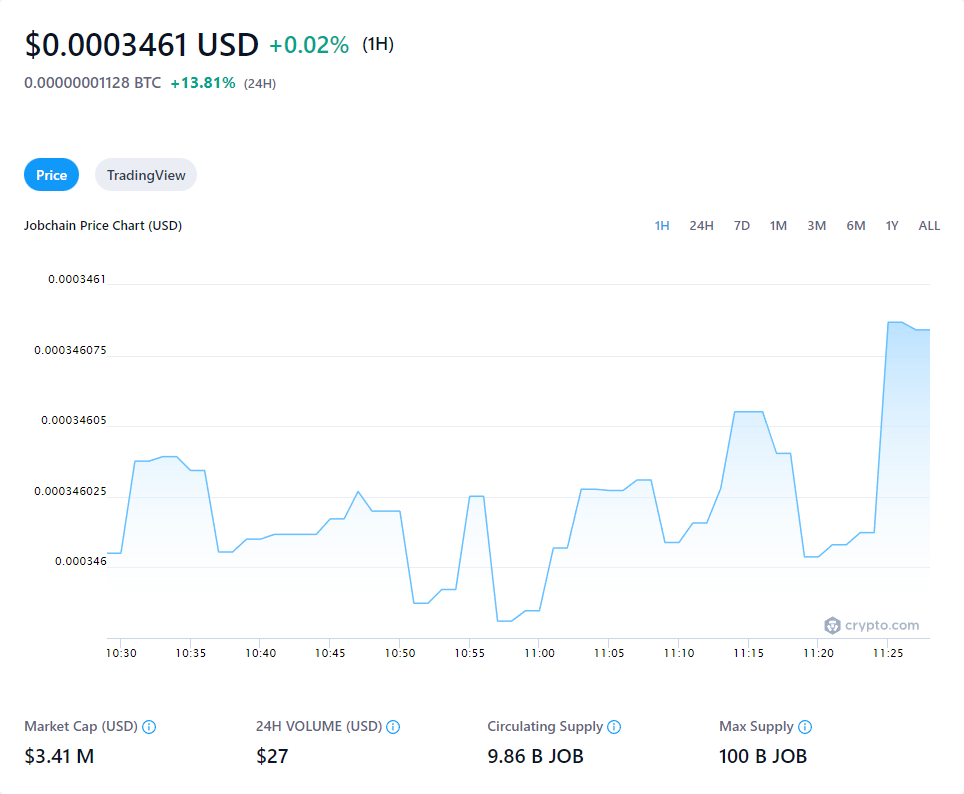 $0.0003461 USD +0.02% (1H)
0.00000001128 BTC +13.81% (24H)
Price TradingView
Jobchain Price Chart (USD) 1H 24H 7D 1M 3M 6M 1Y ALL
0.0003461
0.000346075
0.00034605
0.000346025
0.000346
crypto.com
10:30 10:35 10:40 10:45 10:50 10:55 11:00 11:05 11:10 11:15 11:20 11:25
Market Cap (USD) 24H VOLUME (USD) Circulating Supply Max Supply
$3.41 M $27 9.86 B JOB 100 B JOB